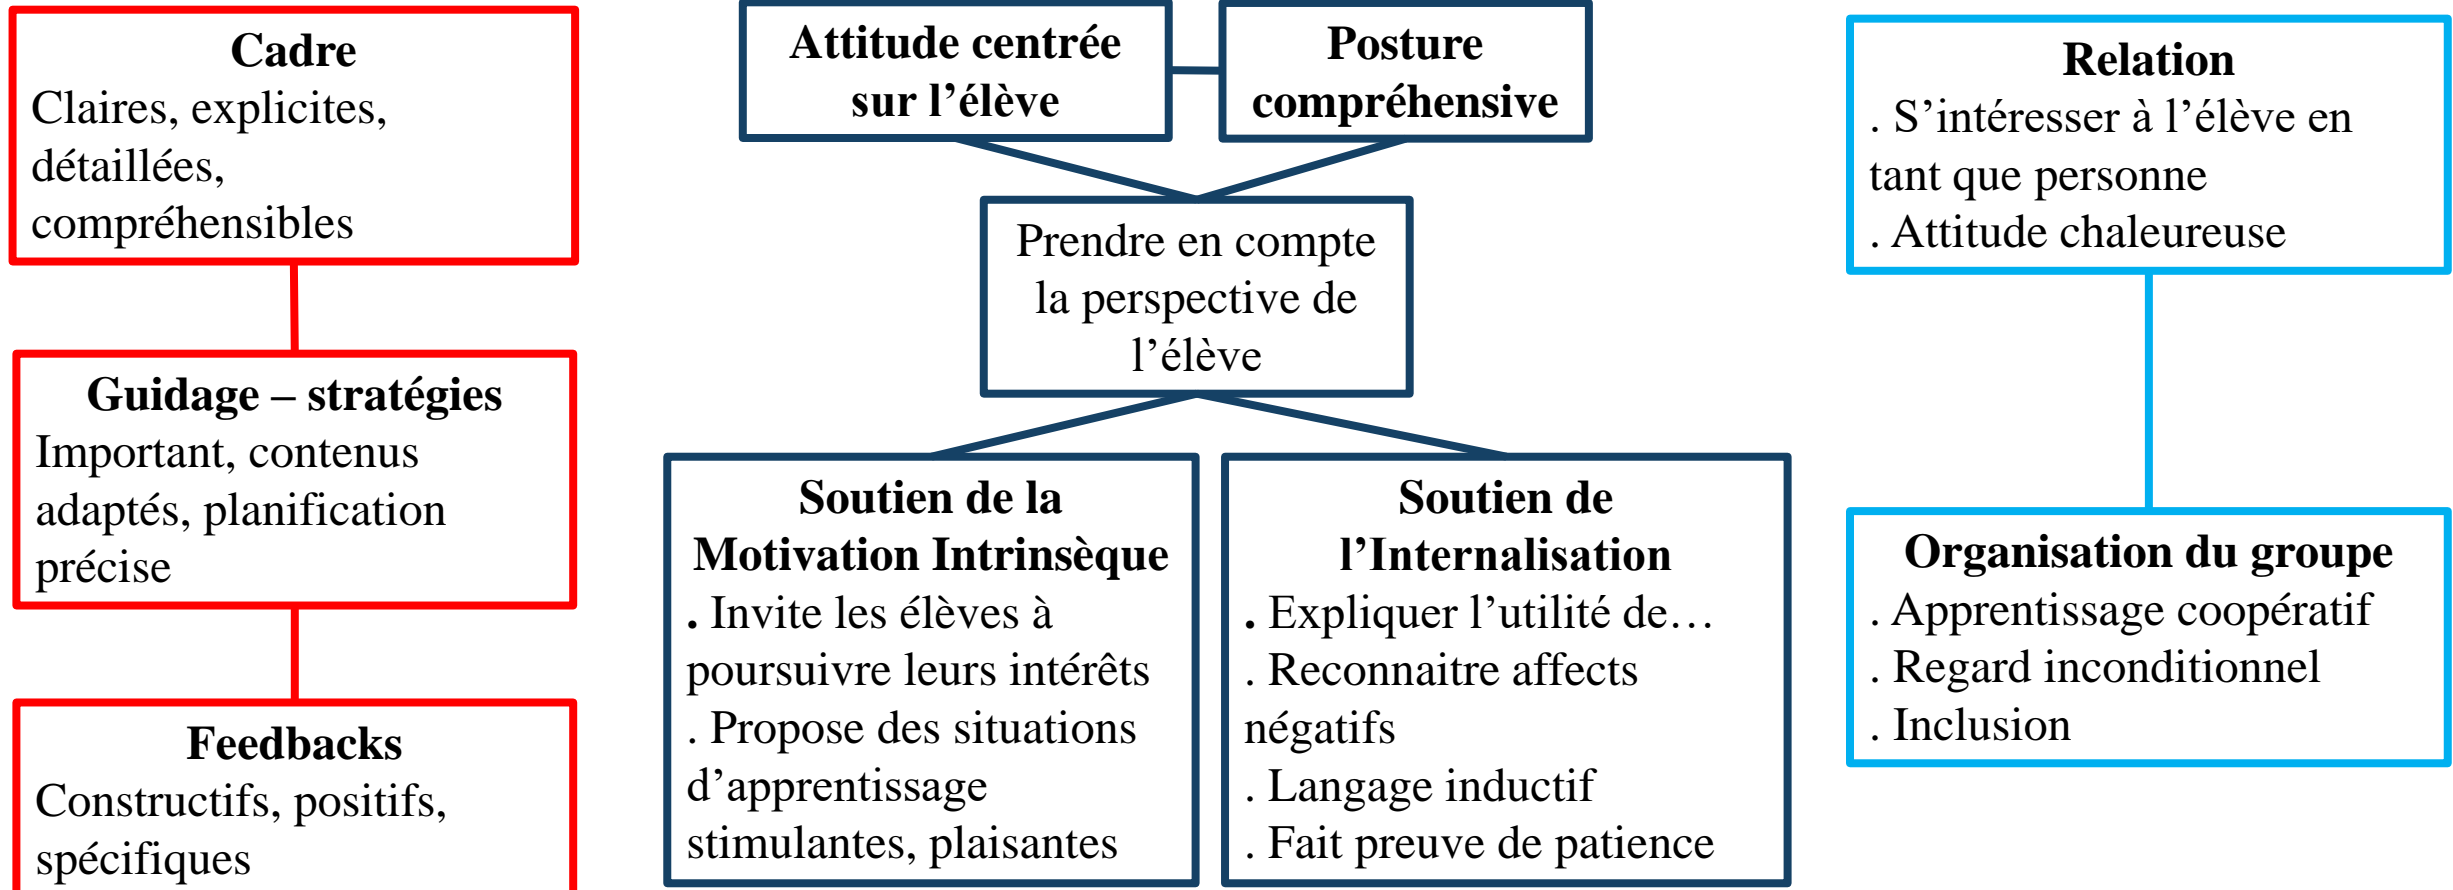 Cadre
Claires, explicites,
détaillées,
compréhensibles
Guidage – stratégies
Important, contenus
adaptés, planification
précise
Feedbacks
Constructifs, positifs,
spécifiques
Attitude centrée
sur l’élève
Posture
compréhensive
Prendre en compte
la perspective de
l’élève
Soutien de la
Motivation Intrinsèque
. Invite les élèves à
poursuivre leurs intérêts
. Propose des situations
d’apprentissage
stimulantes, plaisantes
Soutien de
l’Internalisation
. Expliquer l’utilité de…
. Reconnaitre affects
négatifs
. Langage inductif
. Fait preuve de patience
Relation
. S’intéresser à l’élève en
tant que personne
. Attitude chaleureuse
Organisation du groupe
. Apprentissage coopératif
. Regard inconditionnel
. Inclusion